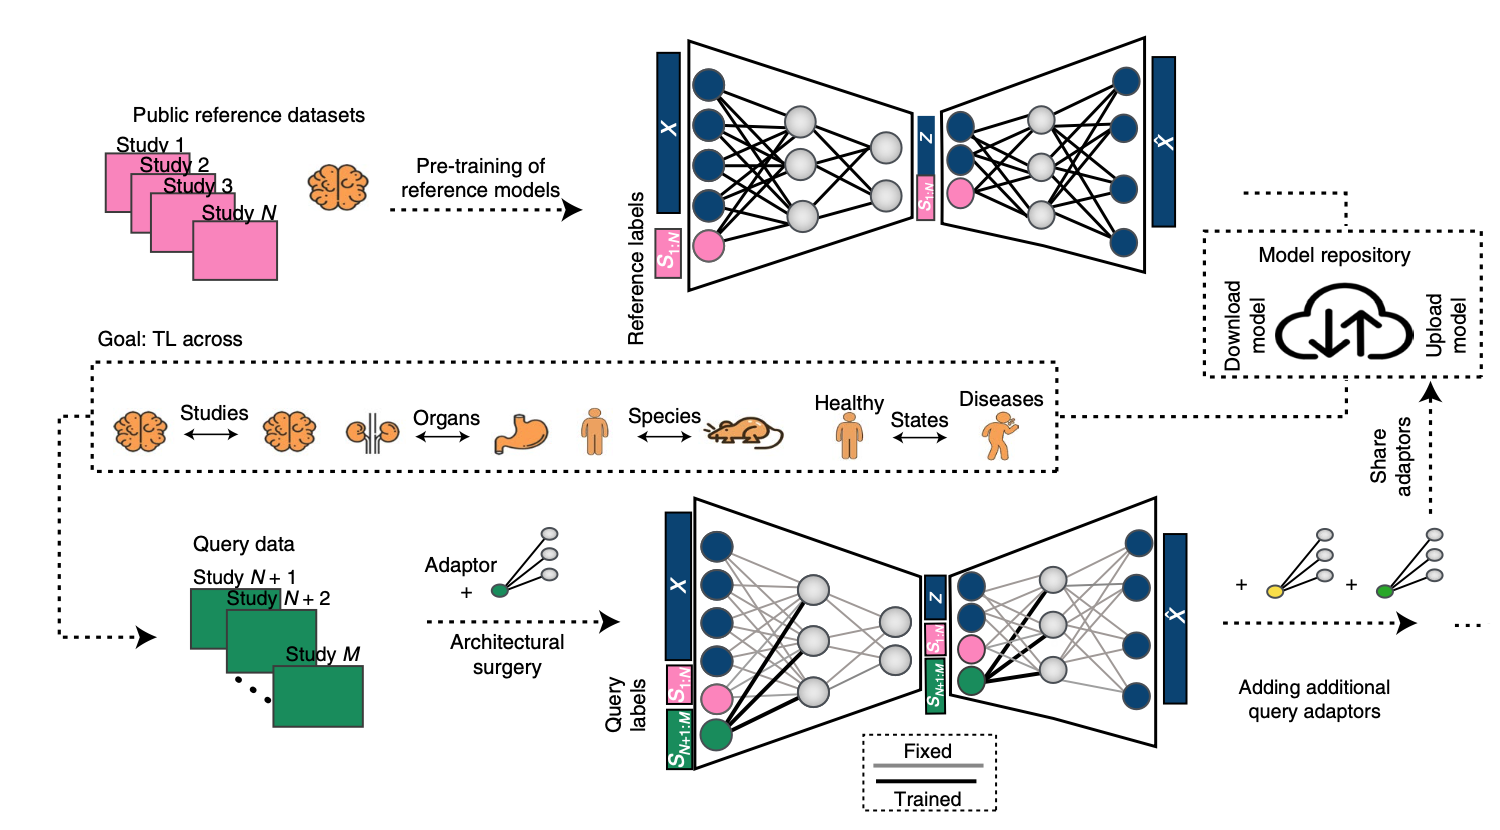 Public reference datasets
Study 1
Study 2
Study 3
Study N
Pre-training of
reference models
X
S1:N
Reference labels
Z
S1:N
X̂
Model repository
Download
model
Upload
model
Goal: TL across
Studies
Organs
Species
Healthy
States
Diseases
Share
adaptors
Query data
Study N + 1
Study N + 2
Study M
Adaptor
+
Architectural
surgery
X
S1:N
SN+1:M
Query
labels
Z
S1:N
SN+1:M
X̂
+
+
Adding additional
query adaptors
Fixed
Trained